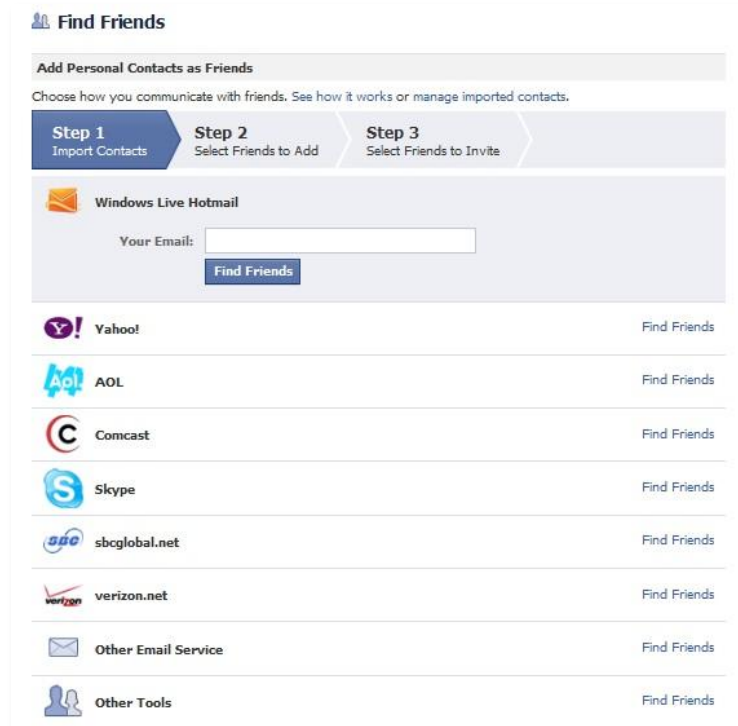 Find Friends
Add Personal Contacts as Friends
Choose how you communicate with friends. See how it works or manage imported contacts.
Step 1
Import Contacts
Step 2
Select Friends to Add
Step 3
Select Friends to Invite
Windows Live Hotmail
Your Email:
Find Friends
Y! Yahoo! Find Friends
Aol. AOL Find Friends
C Comcast Find Friends
S Skype Find Friends
SBC sbcglobal.net Find Friends
verizon verizon.net Find Friends
Other Email Service Find Friends
Other Tools Find Friends